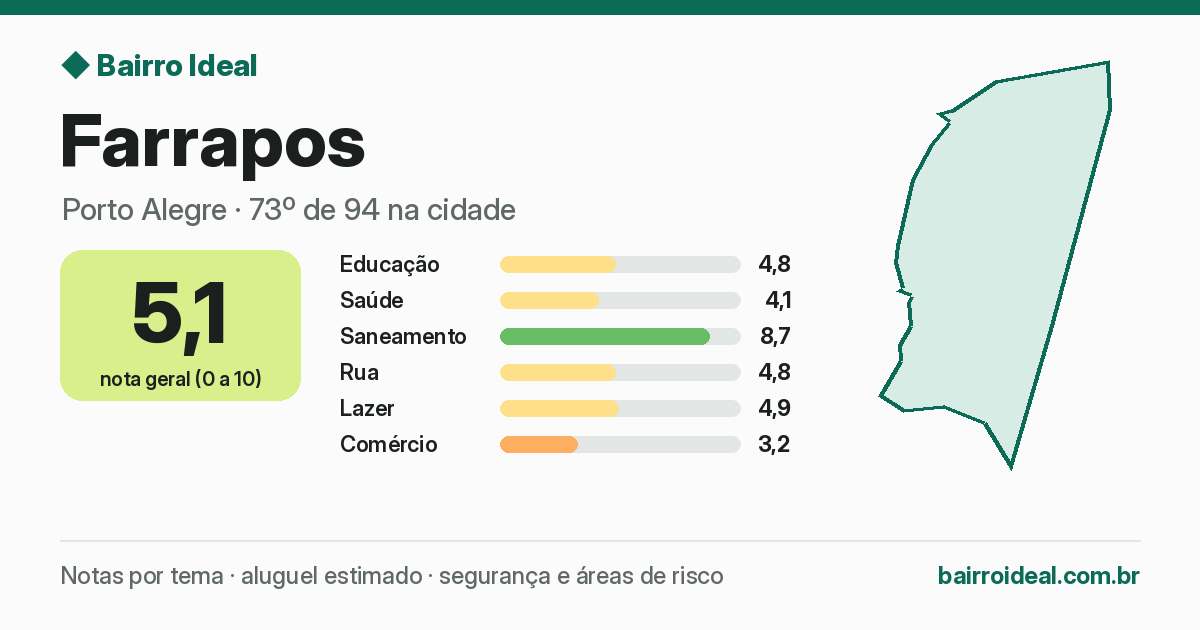 Bairro Ideal
Farrapos
Porto Alegre · 73º de 94 na cidade
5,1
nota geral (0 a 10)
Educação 4,8
Saúde 4,1
Saneamento 8,7
Rua 4,8
Lazer 4,9
Comércio 3,2
Notas por tema · aluguel estimado · segurança e áreas de risco
bairroideal.com.br